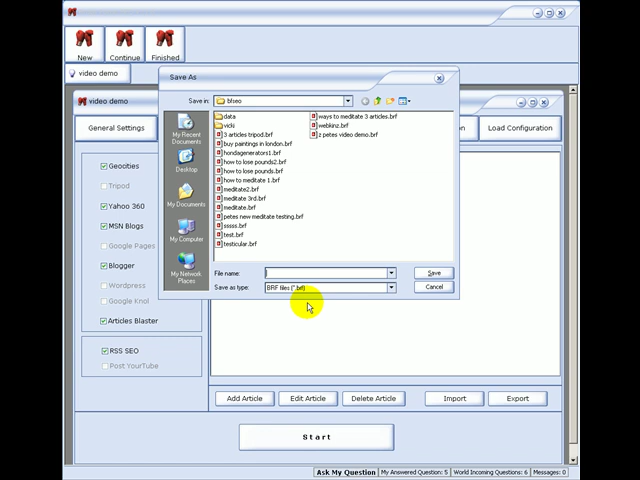 New Continue Finished
video demo
video demo
General Settings
Load Configuration
Save As
Save in:
bfseo
My Recent Documents
Desktop
My Documents
My Computer
My Network Places
data
vicki
3 articles tripod.brf
buy paintings in london.brf
hondagenerators1.brf
how to lose pounds2.brf
how to lose pounds.brf
how to meditate 1.brf
meditate2.brf
meditate 3rd.brf
meditate.brf
petes new meditate testing.brf
sssss.brf
test.brf
testicular.brf
ways to meditate 3 articles.brf
webkinz.brf
z petes video demo.brf
File name:
Save
Save as type:
BRF files (*.brf)
Cancel
Geocities
Tripod
Yahoo 360
MSN Blogs
Google Pages
Blogger
Wordpress
Google Knol
Articles Blaster
RSS SEO
Post YourTube
Add Article Edit Article Delete Article Import Export
Start
Ask My Question My Answered Question: 5 World Incoming Questions: 6 Messages: 0